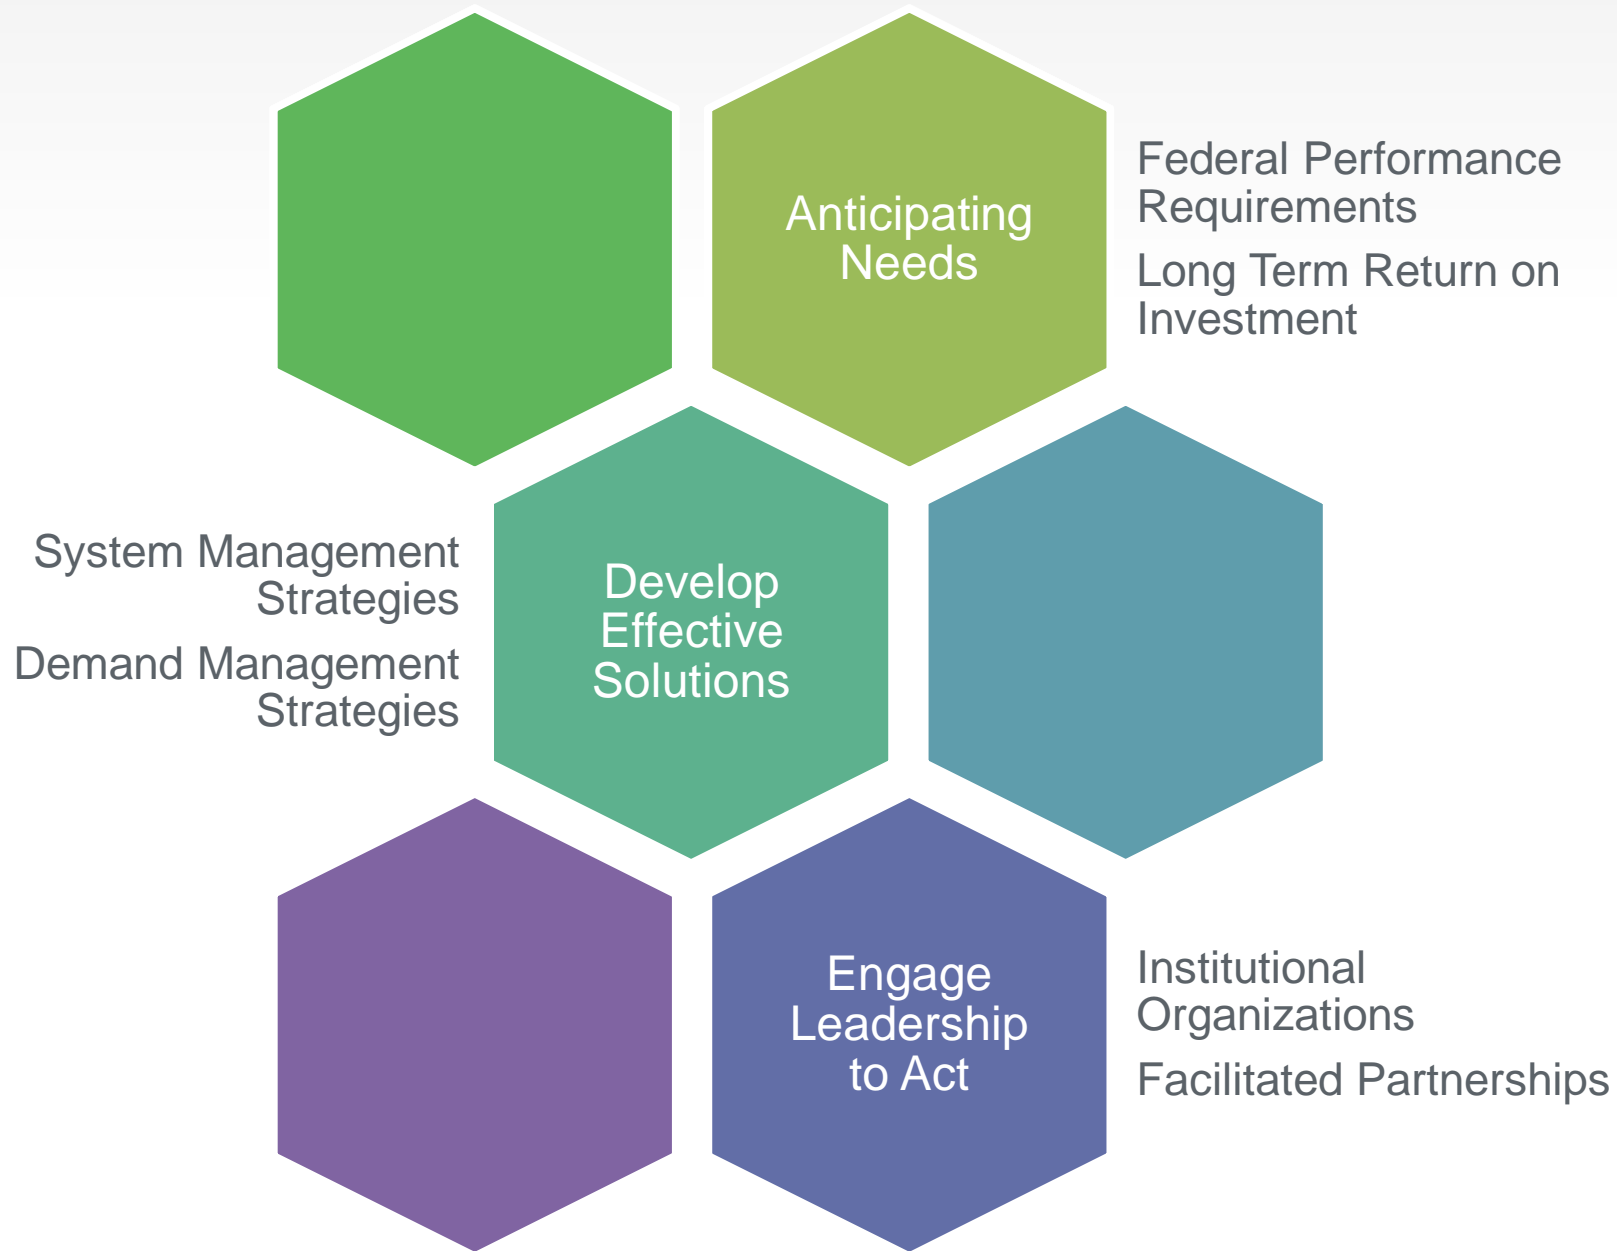 Anticipating
Needs
Federal Performance
Requirements
Long Term Return on
Investment
System Management
Strategies
Demand Management
Strategies
Develop
Effective
Solutions
Engage
Leadership
to Act
Institutional
Organizations
Facilitated Partnerships